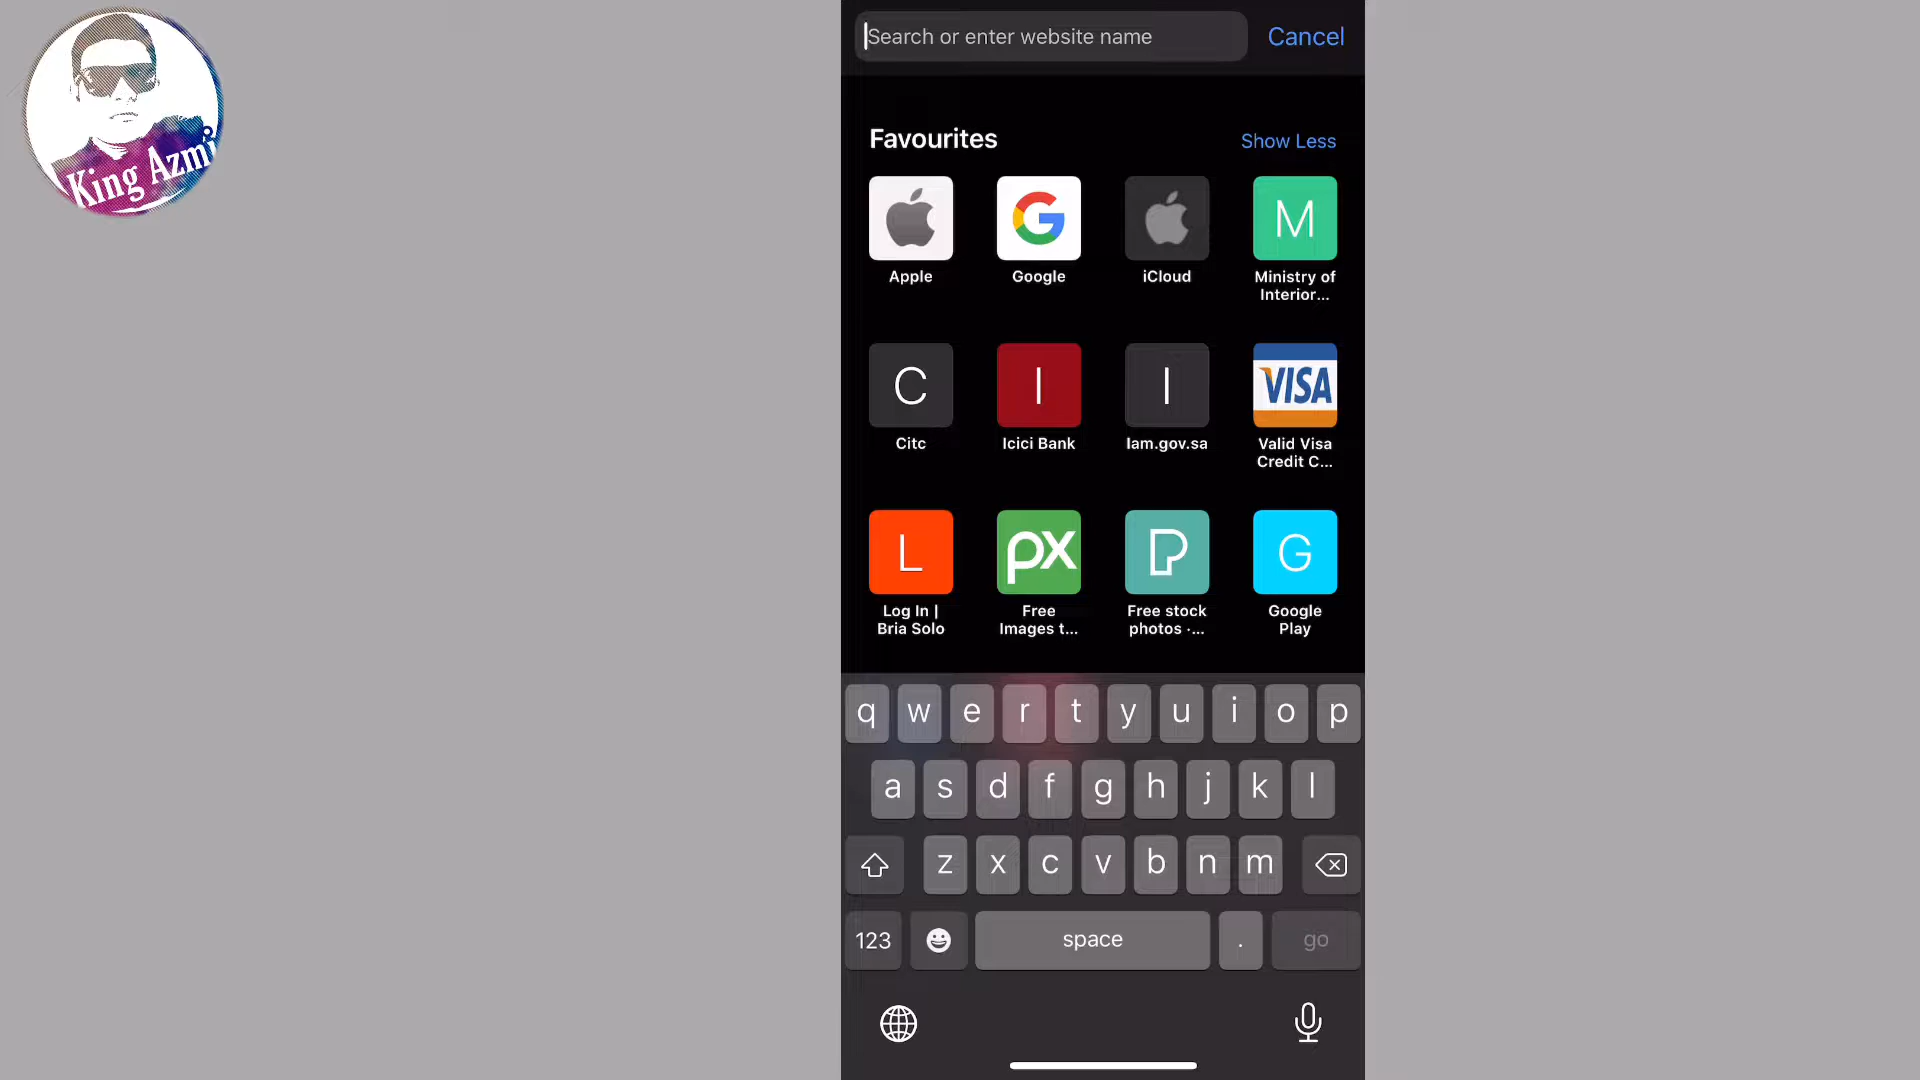 King Azmi
Search or enter website name
Cancel
Favourites
Show Less
M
Apple
Google
iCloud
Ministry of
Interior...
C
I
I
VISA
Citc
Icici Bank
Iam.gov.sa
Valid Visa
Credit C...
L
px
P
G
Log In |
Bria Solo
Free
Images t...
Free stock
photos ·...
Google
Play
q w e r t y u i o p
a s d f g h j k l
z x c v b n m
123
space
.
go